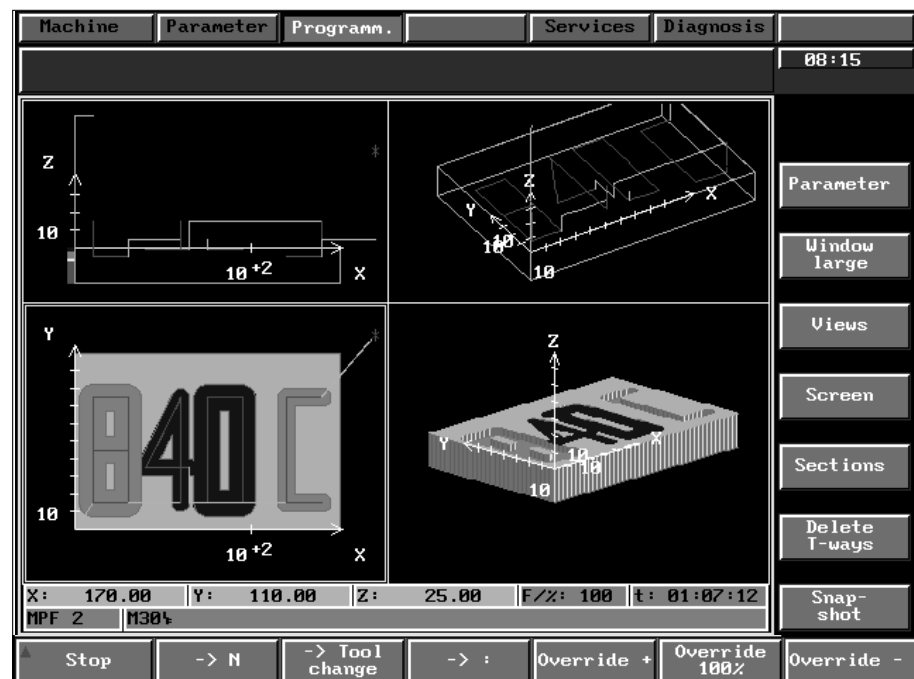 Machine Parameter Programm. Services Diagnosis
08:15
Z
10
10 +2
X
Z
Y
X
10
10
10
Parameter
Window
large
Views
Screen
Sections
Delete
T-ways
Snap-
shot
Y
840C
10
10 +2
X
Z
Y
X
840C
10
10
10
X: 170.00 Y: 110.00 Z: 25.00 F/%: 100 t: 01:07:12
MPF 2 M30
Stop -> N -> Tool
change -> : Override + Override
100% Override -